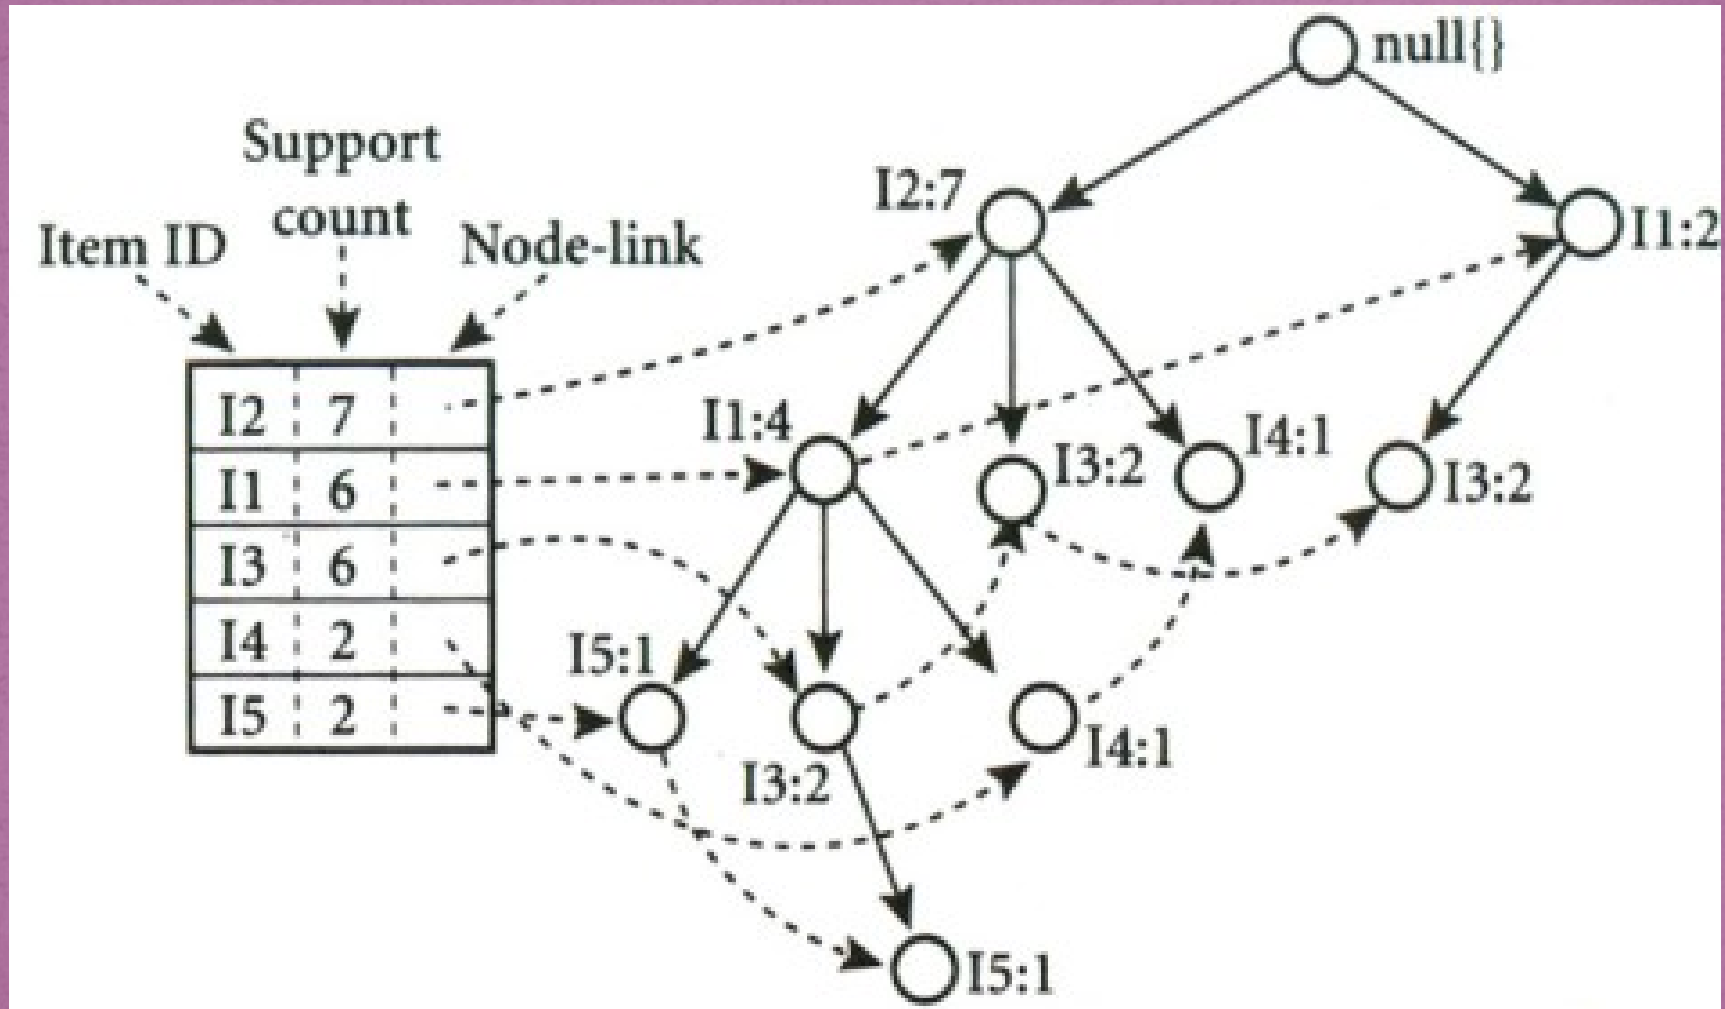 null{}
Support
count
Item ID
Node-link
I2:7
I1:2
I2 7
I1 6
I3 6
I4 2
I5 2
I1:4
I3:2
I4:1
I3:2
I5:1
I3:2
I4:1
I5:1